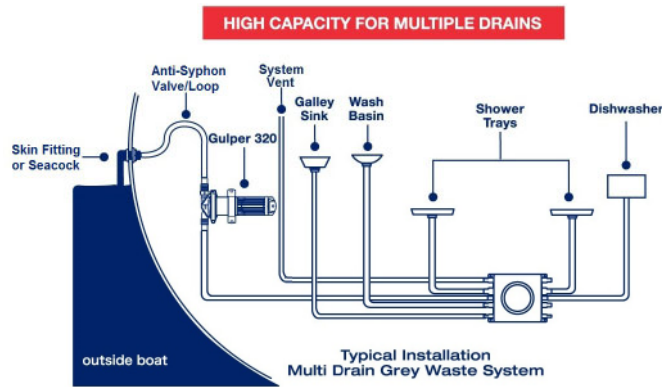 HIGH CAPACITY FOR MULTIPLE DRAINS
Anti-Syphon
Valve/Loop
System
Vent
Galley
Sink
Wash
Basin
Shower
Trays
Dishwasher
Skin Fitting
or Seacock
Gulper 320
outside boat
Typical Installation
Multi Drain Grey Waste System